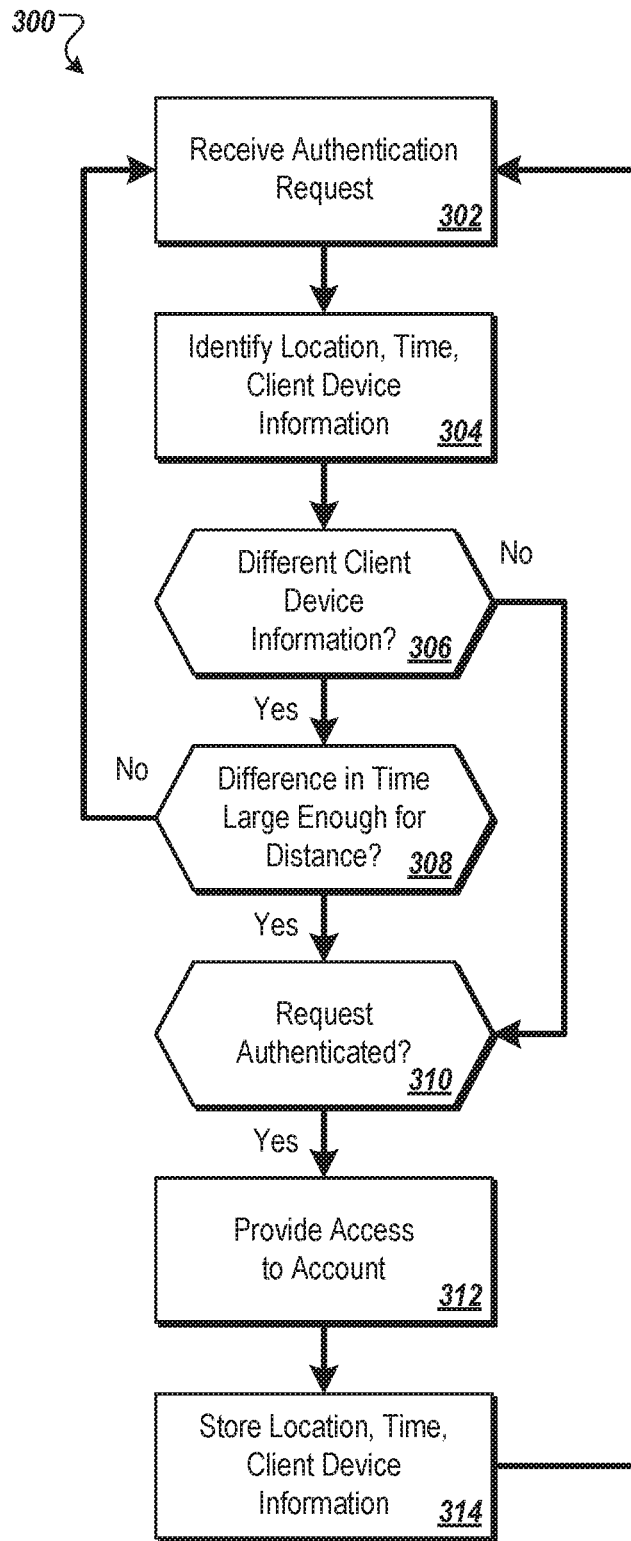 300
Receive Authentication
Request
302
Identify Location, Time,
Client Device
Information
304
Different Client
Device
Information?
306
No
Yes
No
Difference in Time
Large Enough for
Distance?
308
Yes
Request
Authenticated?
310
Yes
Provide Access
to Account
312
Store Location, Time,
Client Device
Information
314